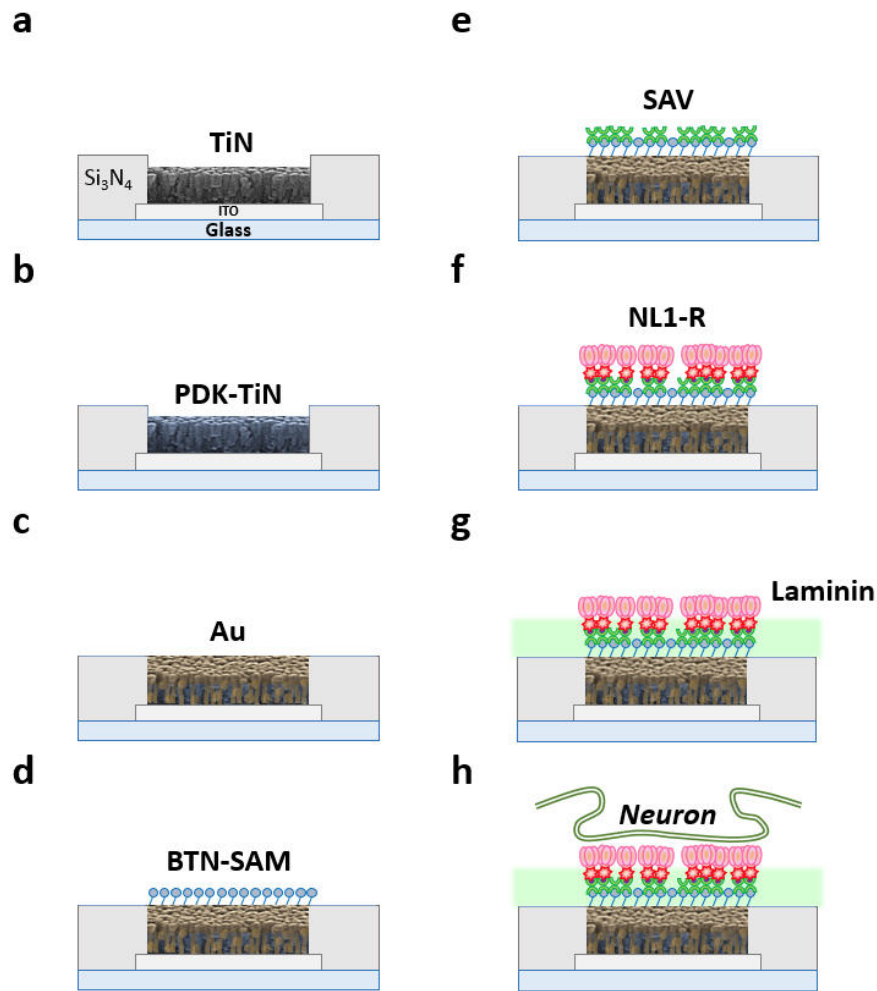 a
TiN
Si₃N₄
ITO
Glass
b
PDK-TiN
c
Au
d
BTN-SAM
e
SAV
f
NL1-R
g
Laminin
h
Neuron